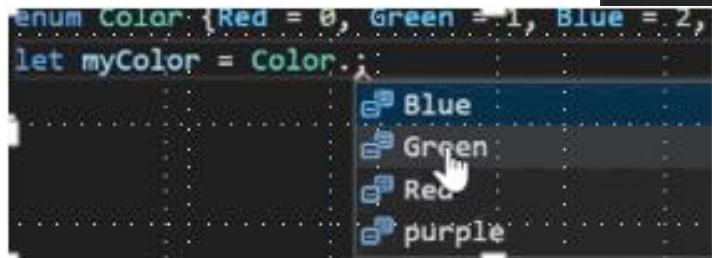 enum Color {Red = 0, Green = 1, Blue = 2,
let myColor = Color.;
Blue
Green
Red
purple